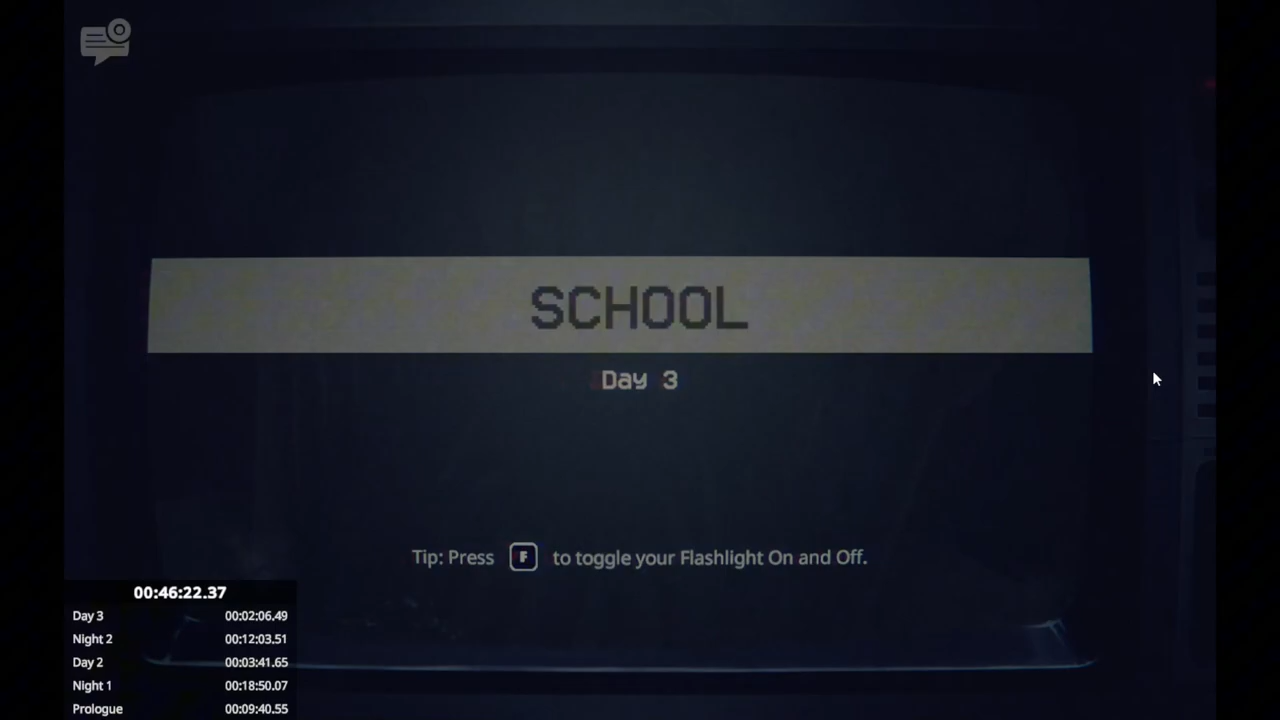 SCHOOL
Day 3
Tip: Press F to toggle your Flashlight On and Off.
00:46:22.37
Day 3 00:02:06.49
Night 2 00:12:03.51
Day 2 00:03:41.65
Night 1 00:18:50.07
Prologue 00:09:40.55